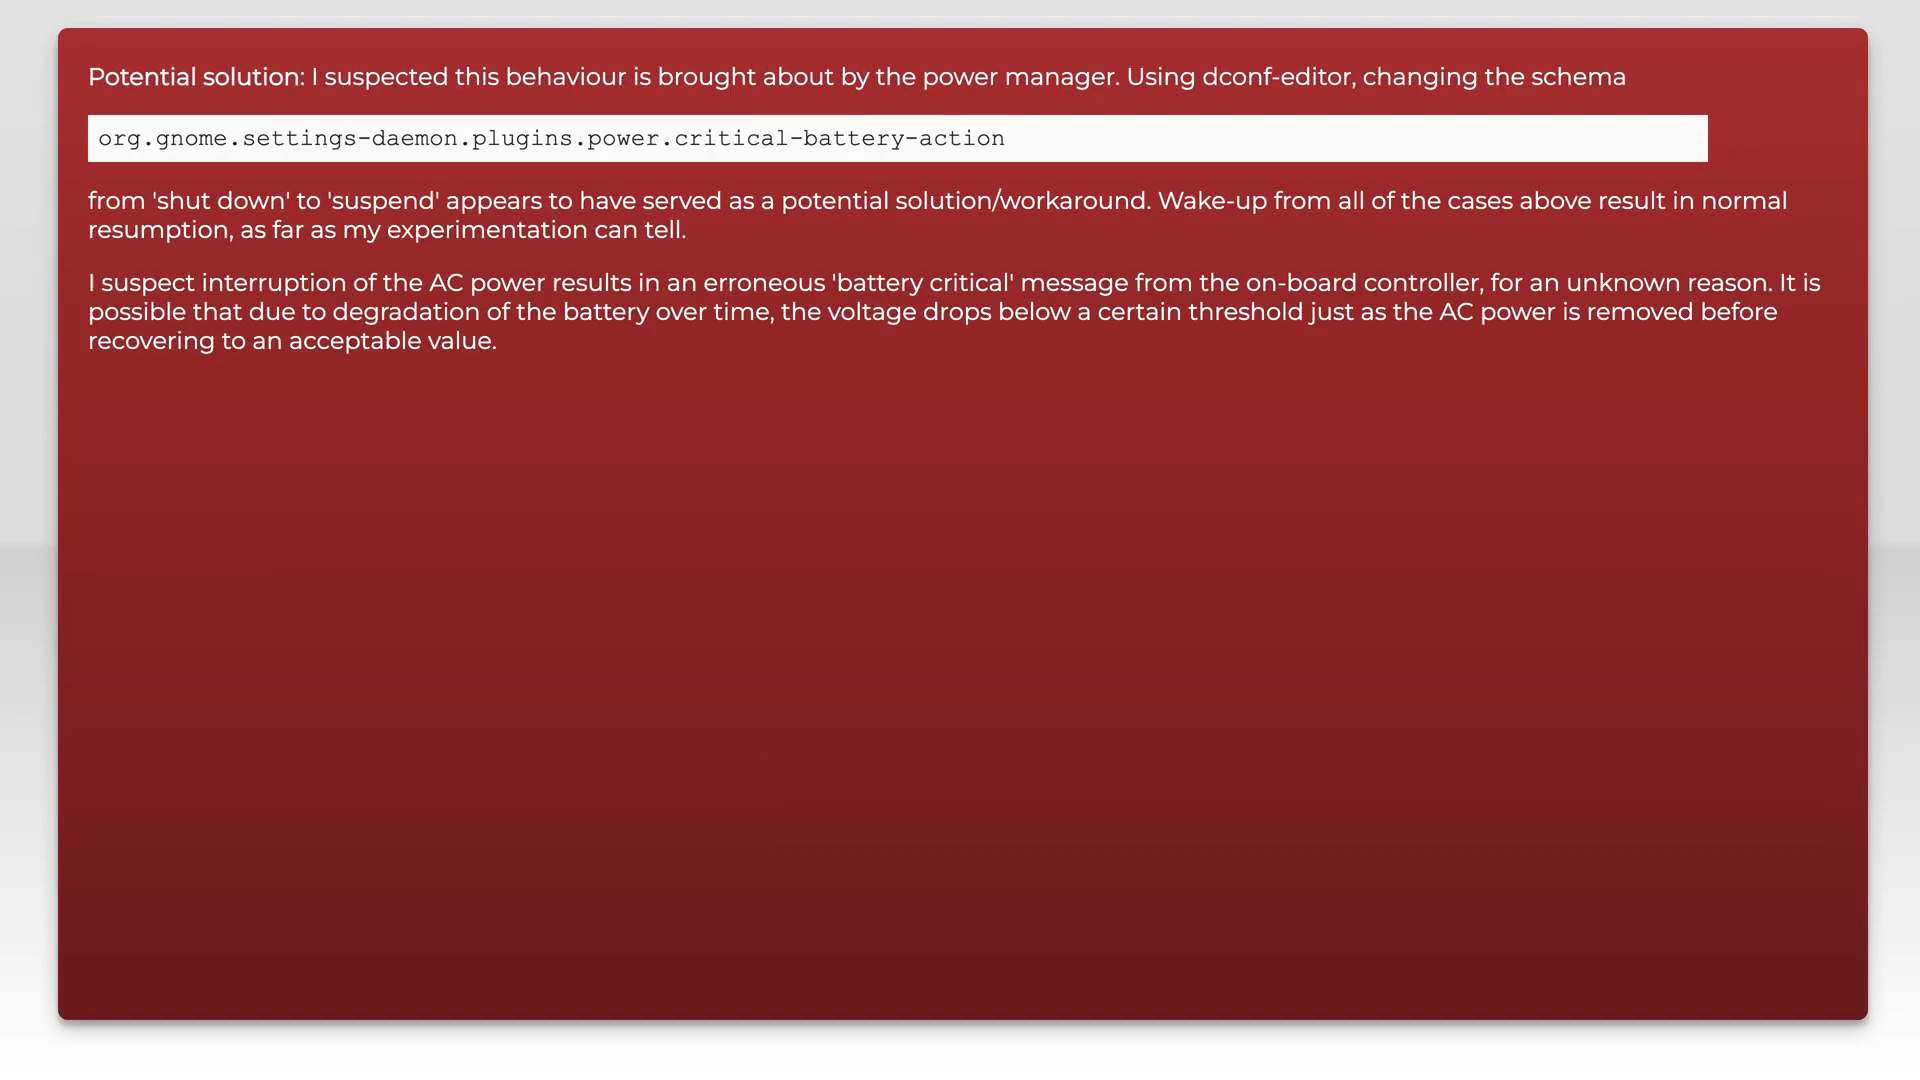 Potential solution: I suspected this behaviour is brought about by the power manager. Using dconf-editor, changing the schema
org.gnome.settings-daemon.plugins.power.critical-battery-action
from 'shut down' to 'suspend' appears to have served as a potential solution/workaround. Wake-up from all of the cases above result in normal
resumption, as far as my experimentation can tell.
I suspect interruption of the AC power results in an erroneous 'battery critical' message from the on-board controller, for an unknown reason. It is
possible that due to degradation of the battery over time, the voltage drops below a certain threshold just as the AC power is removed before
recovering to an acceptable value.